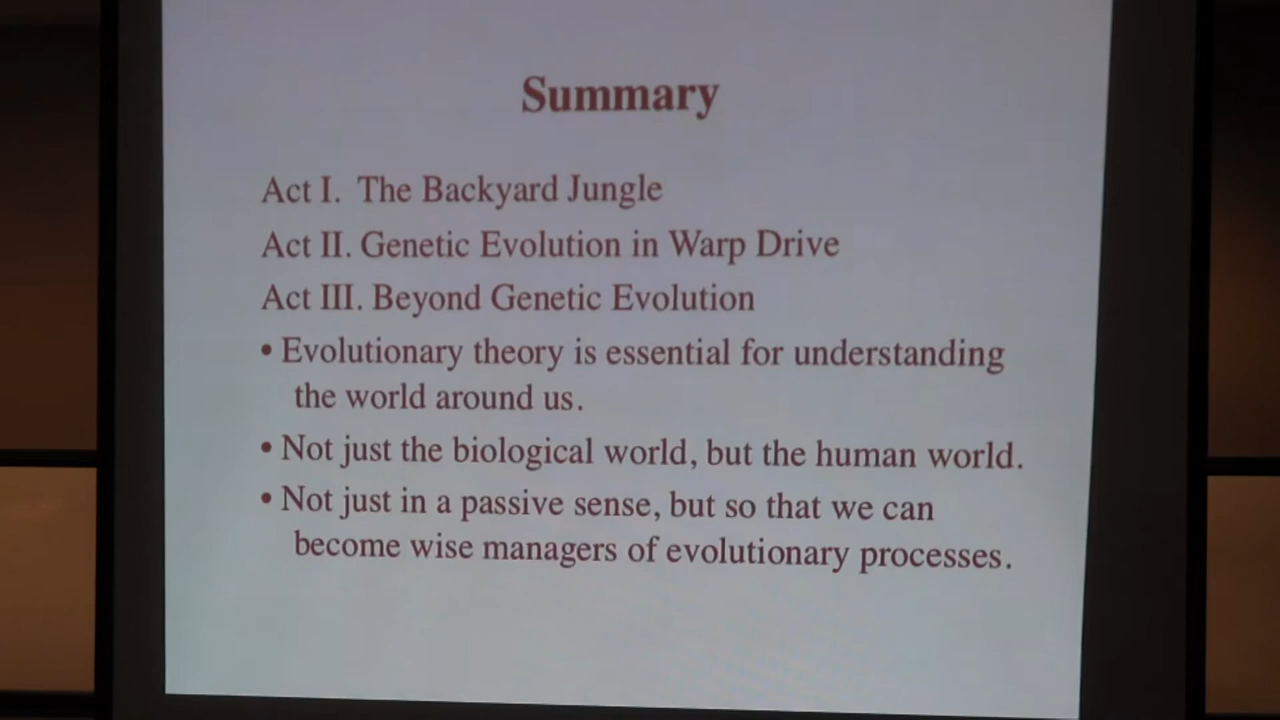 Summary
Act I. The Backyard Jungle
Act II. Genetic Evolution in Warp Drive
Act III. Beyond Genetic Evolution
• Evolutionary theory is essential for understanding
the world around us.
• Not just the biological world, but the human world.
• Not just in a passive sense, but so that we can
become wise managers of evolutionary processes.